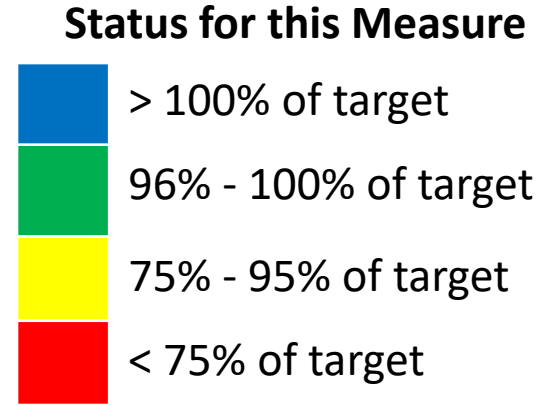 Status for this Measure
> 100% of target
96% - 100% of target
75% - 95% of target
< 75% of target